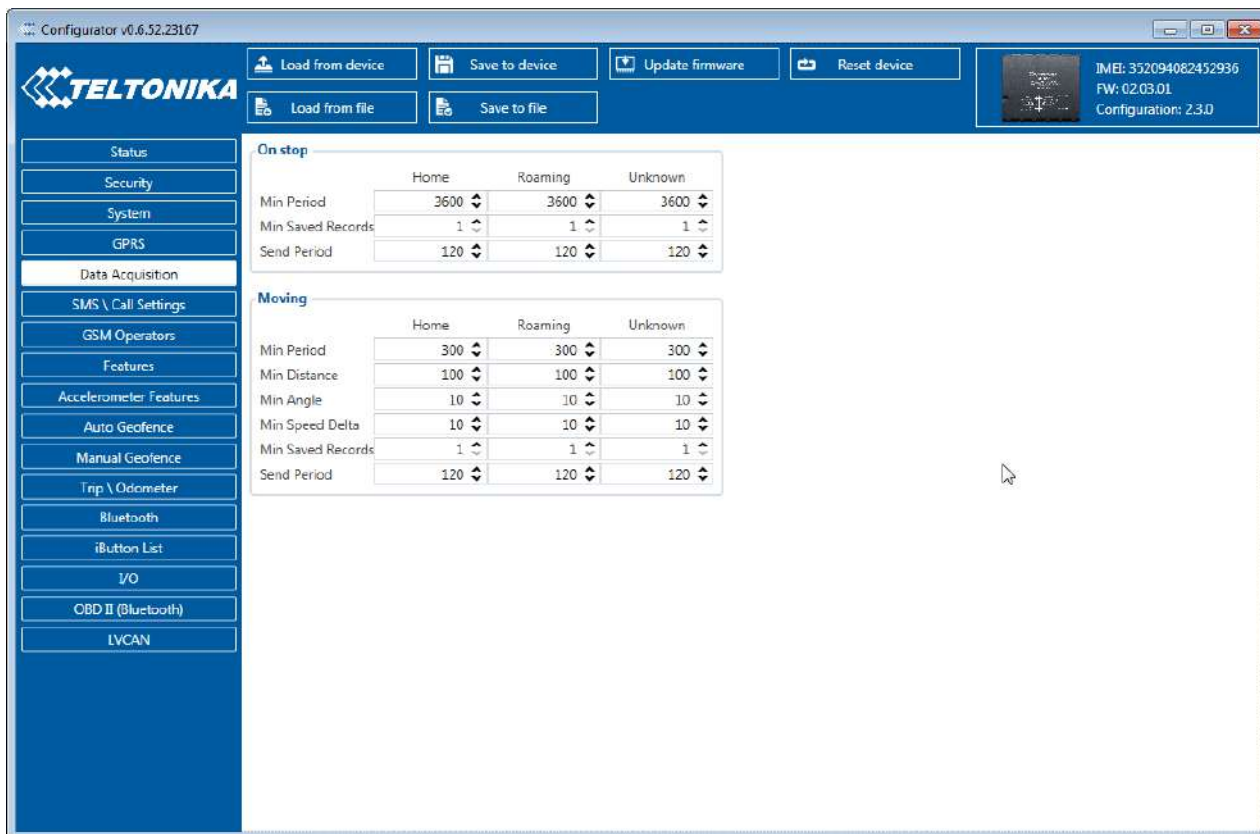 Configurator v0.6.52.23167
TELTONIKA
Load from device
Save to device
Update firmware
Reset device
Load from file
Save to file
IMEI: 352094082452936
FW: 02.03.01
Configuration: 2.3.0
Status
Security
System
GPRS
Data Acquisition
SMS \ Call Settings
GSM Operators
Features
Accelerometer Features
Auto Geofence
Manual Geofence
Trip \ Odometer
Bluetooth
iButton List
I/O
OBD II (Bluetooth)
LVCAN
On stop
Home Roaming Unknown
Min Period 3600 3600 3600
Min Saved Records 1 1 1
Send Period 120 120 120
Moving
Home Roaming Unknown
Min Period 300 300 300
Min Distance 100 100 100
Min Angle 10 10 10
Min Speed Delta 10 10 10
Min Saved Records 1 1 1
Send Period 120 120 120